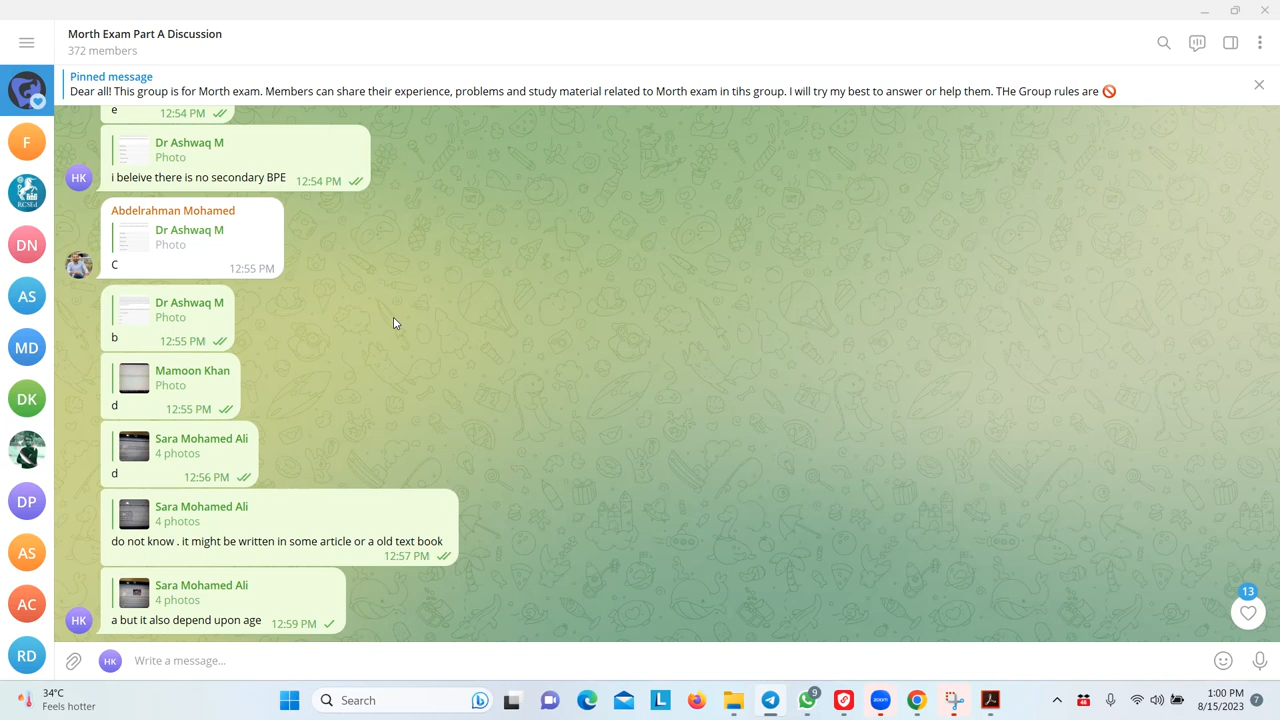 Morth Exam Part A Discussion
372 members
Pinned message
Dear all! This group is for Morth exam. Members can share their experience, problems and study material related to Morth exam in tihs group. I will try my best to answer or help them. THe Group rules are 🚫
e
12:54 PM
Dr Ashwaq M
Photo
i beleive there is no secondary BPE
12:54 PM
HK
Abdelrahman Mohamed
Dr Ashwaq M
Photo
C
12:55 PM
Dr Ashwaq M
Photo
b
12:55 PM
Mamoon Khan
Photo
d
12:55 PM
Sara Mohamed Ali
4 photos
d
12:56 PM
Sara Mohamed Ali
4 photos
do not know . it might be written in some article or a old text book
12:57 PM
Sara Mohamed Ali
4 photos
a but it also depend upon age
12:59 PM
HK
13
HK
Write a message...
F
RCSEd
DN
AS
MD
DK
DP
AS
AC
RD
34°C
Feels hotter
Search
L
9
zoom
48
1:00 PM
8/15/2023
7